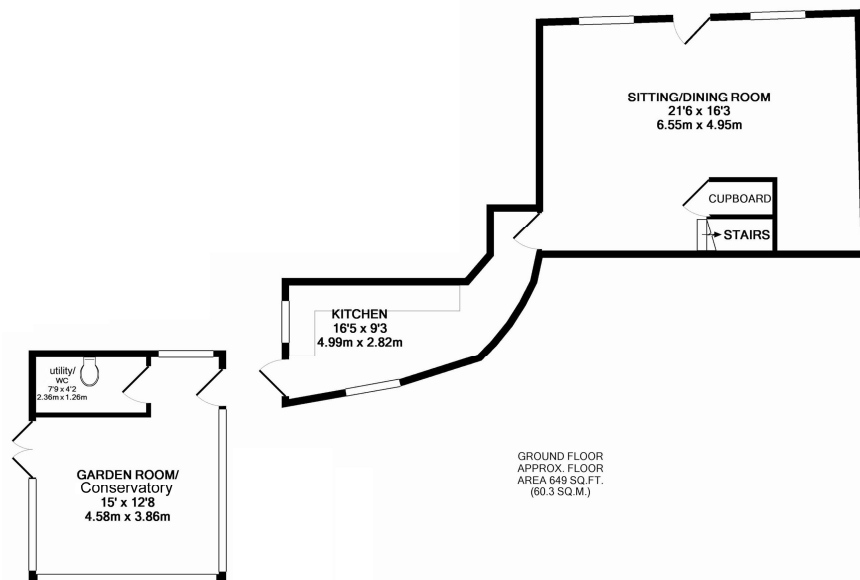 SITTING/DINING ROOM
21'6 x 16'3
6.55m x 4.95m
CUPBOARD
STAIRS
KITCHEN
16'5 x 9'3
4.99m x 2.82m
utility/
WC
7'9 x 4'2
2.36m x 1.26m
GARDEN ROOM/
Conservatory
15' x 12'8
4.58m x 3.86m
GROUND FLOOR
APPROX. FLOOR
AREA 649 SQ.FT.
(60.3 SQ.M.)